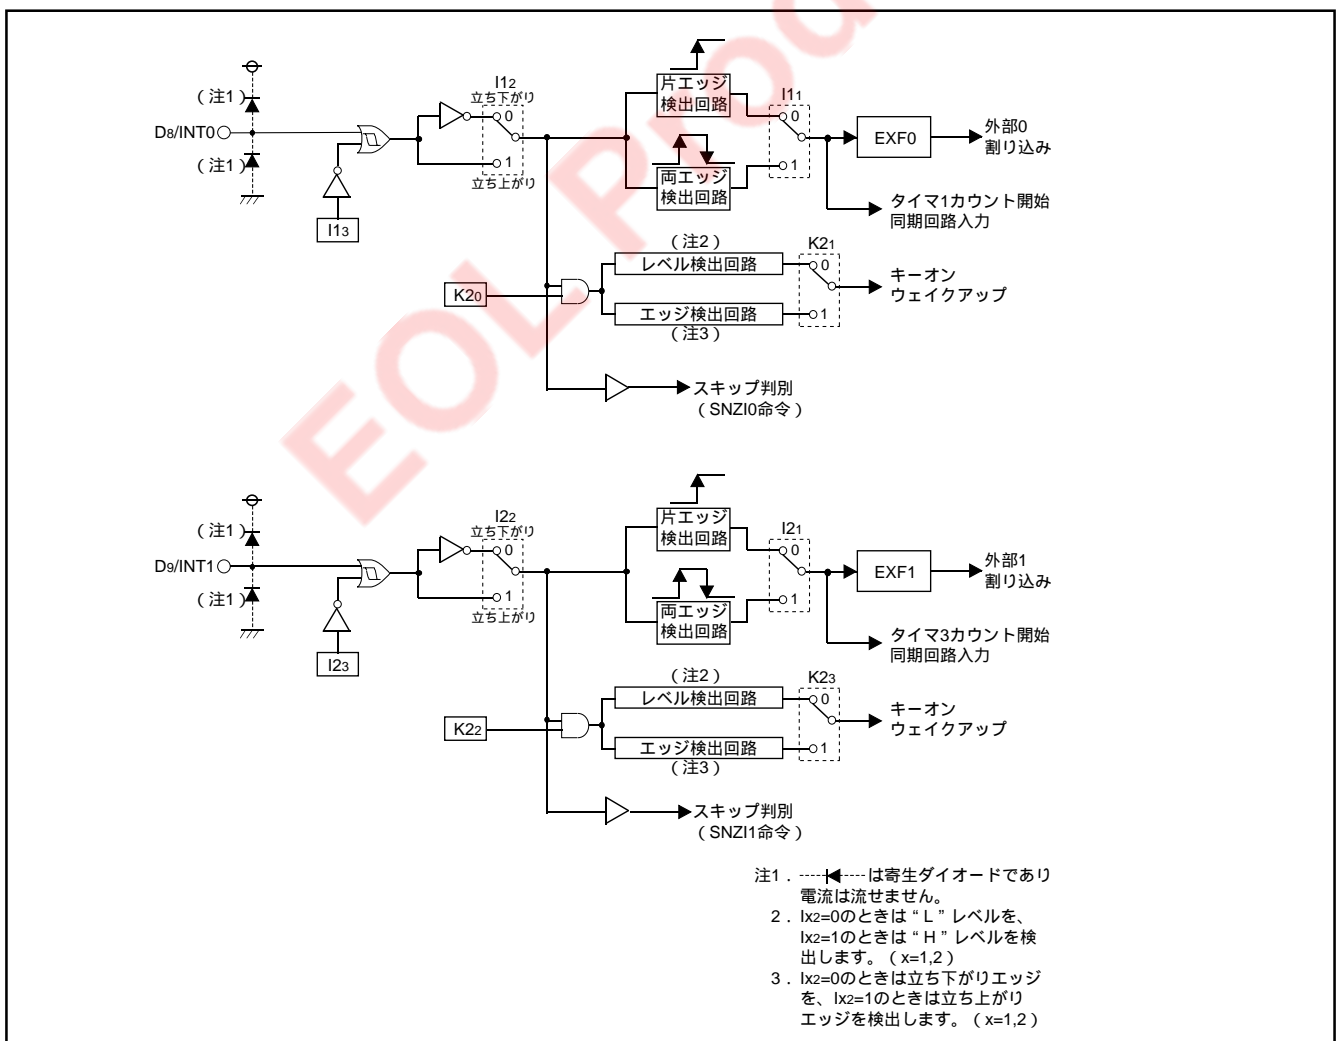 EOL Prod
I12
立ち下がり
0
1
立ち上がり
(注1)
D8/INT0
(注1)
I13
片エッジ
検出回路
両エッジ
検出回路
I11
0
1
EXF0
外部0
割り込み
タイマ1カウント開始
同期回路入力
K20
(注2)
レベル検出回路
エッジ検出回路
(注3)
K21
0
1
キーオン
ウェイクアップ
スキップ判別
(SNZI0命令)
I22
立ち下がり
0
1
立ち上がり
(注1)
D9/INT1
(注1)
I23
片エッジ
検出回路
両エッジ
検出回路
I21
0
1
EXF1
外部1
割り込み
タイマ3カウント開始
同期回路入力
K22
(注2)
レベル検出回路
エッジ検出回路
(注3)
K23
0
1
キーオン
ウェイクアップ
スキップ判別
(SNZI1命令)
注1.は寄生ダイオードであり
電流は流せません。
2.Ix2=0のときは“L”レベルを、
Ix2=1のときは“H”レベルを検
出します。(x=1,2)
3.Ix2=0のときは立ち下がりエッジ
を、Ix2=1のときは立ち上がり
エッジを検出します。(x=1,2)